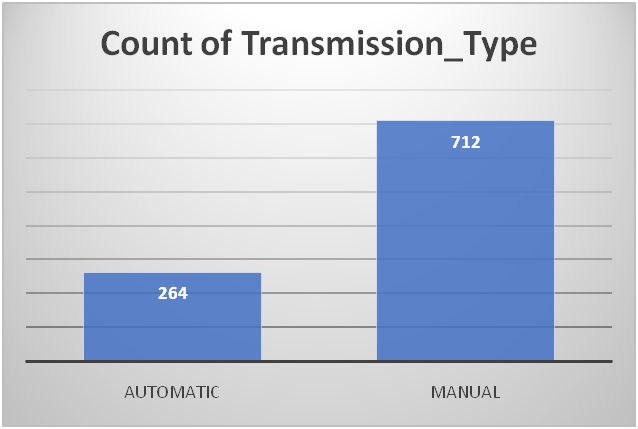 Count of Transmission_Type
712
264
AUTOMATIC MANUAL